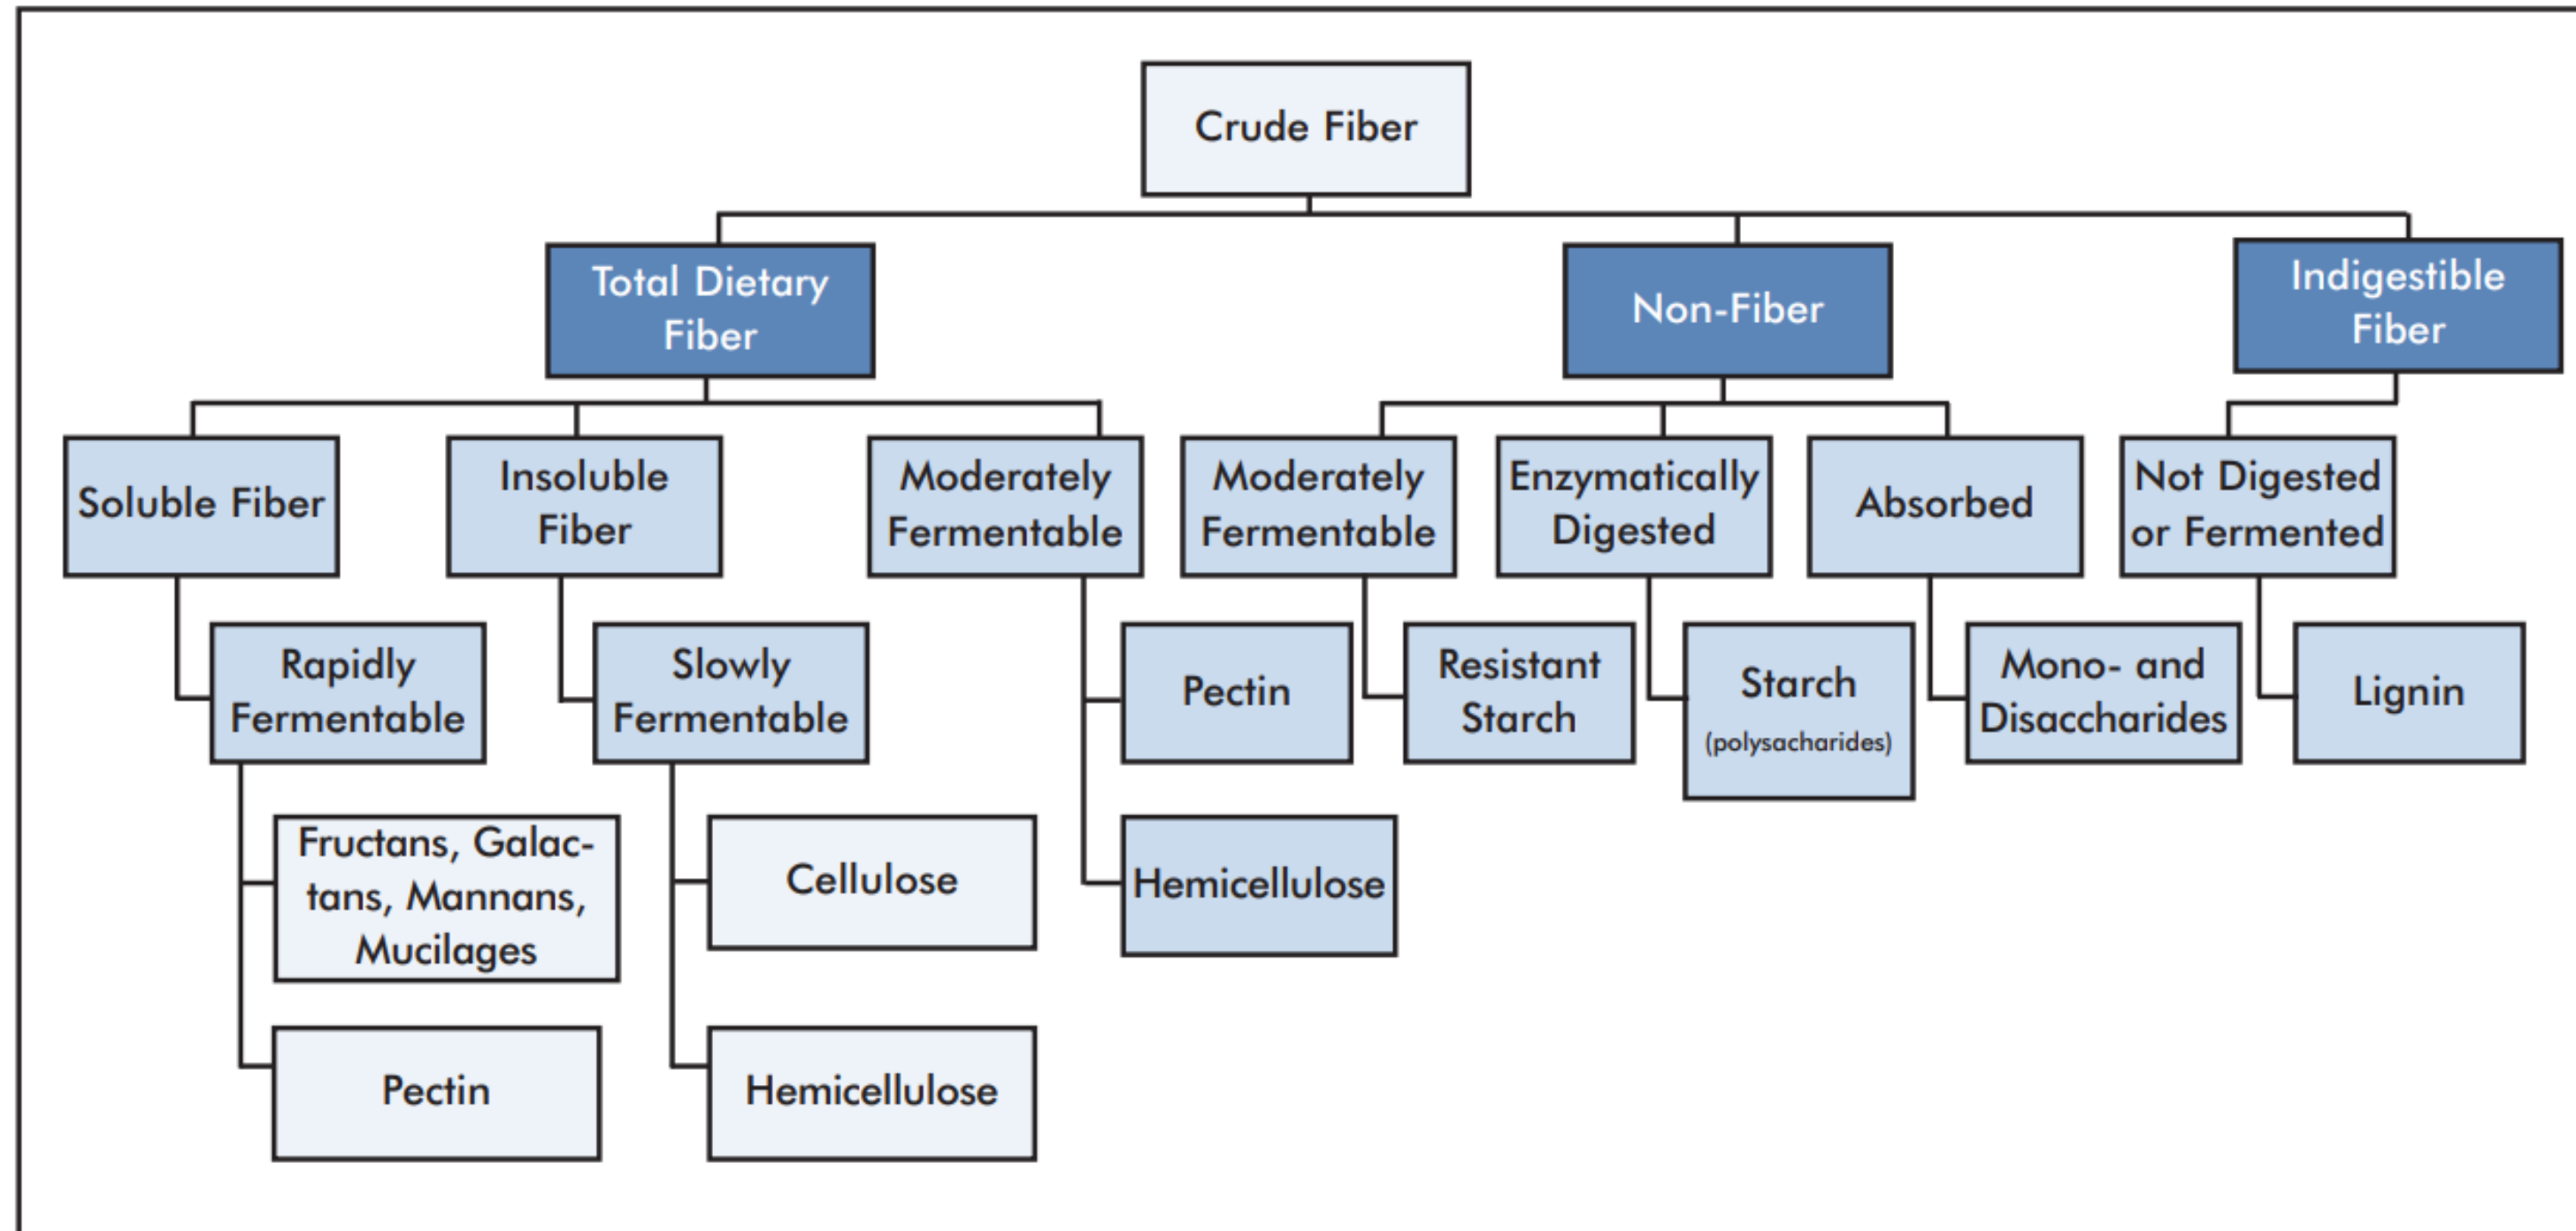 Crude Fiber
Total Dietary
Fiber
Non-Fiber
Indigestible
Fiber
Soluble Fiber
Insoluble
Fiber
Moderately
Fermentable
Moderately
Fermentable
Enzymatically
Digested
Absorbed
Not Digested
or Fermented
Rapidly
Fermentable
Slowly
Fermentable
Pectin
Resistant
Starch
Starch
(polysacharides)
Mono- and
Disaccharides
Lignin
Fructans, Galac-
tans, Mannans,
Mucilages
Cellulose
Hemicellulose
Pectin
Hemicellulose